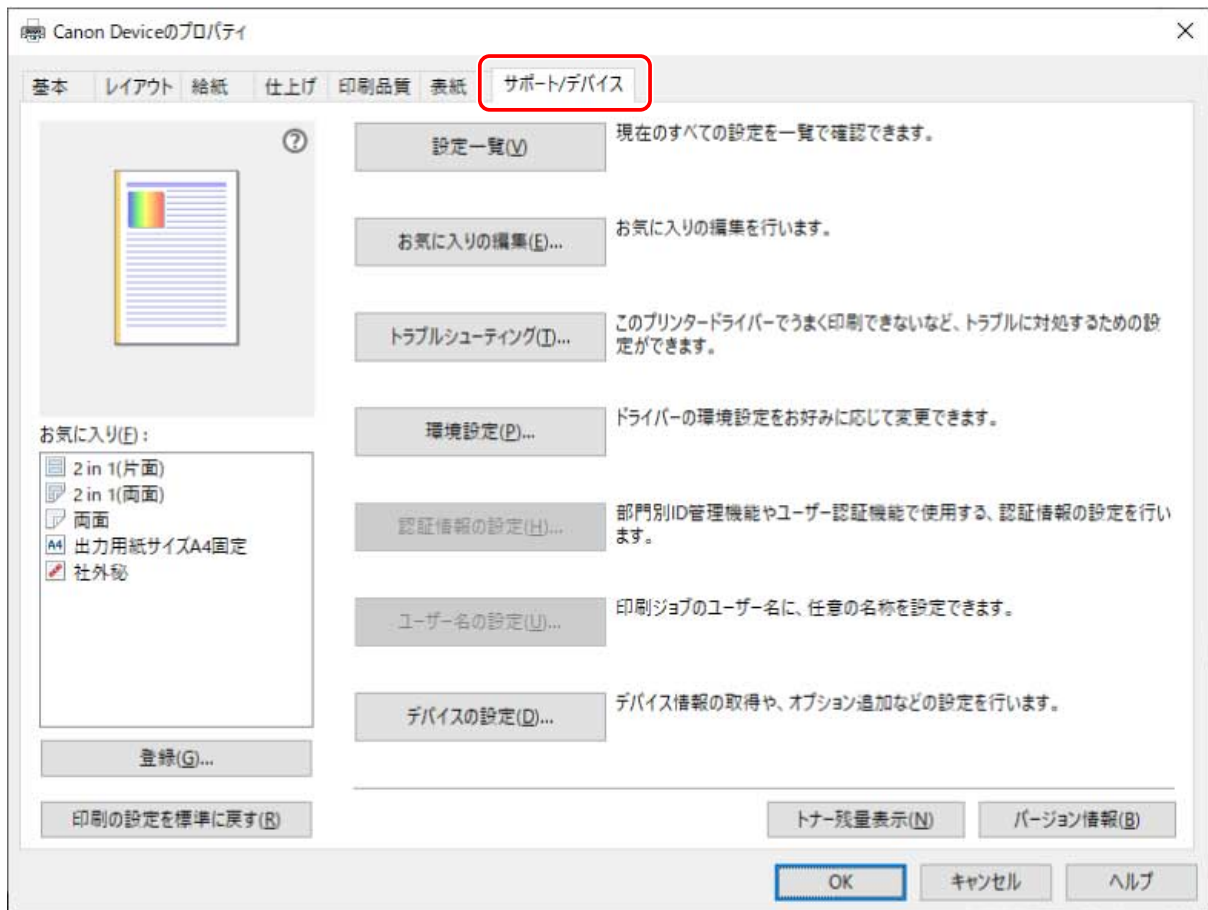 Canon Deviceのプロパティ
基本 レイアウト 給紙 仕上げ 印刷品質 表紙 サポート/デバイス
設定一覧(V)
現在のすべての設定を一覧で確認できます。
お気に入りの編集(E)...
お気に入りの編集を行います。
トラブルシューティング(T)...
このプリンタードライバーでうまく印刷できないなど、トラブルに対処するための設
定ができます。
環境設定(P)...
ドライバーの環境設定をお好みに応じて変更できます。
認証情報の設定(H)...
部門別ID管理機能やユーザー認証機能で使用する、認証情報の設定を行い
ます。
ユーザー名の設定(U)...
印刷ジョブのユーザー名に、任意の名称を設定できます。
デバイスの設定(D)...
デバイス情報の取得や、オプション追加などの設定を行います。
お気に入り(F) :
2 in 1(片面)
2 in 1(両面)
両面
A4 出力用紙サイズA4固定
社外秘
登録(G)...
印刷の設定を標準に戻す(R)
トナー残量表示(N) バージョン情報(B)
OK キャンセル ヘルプ